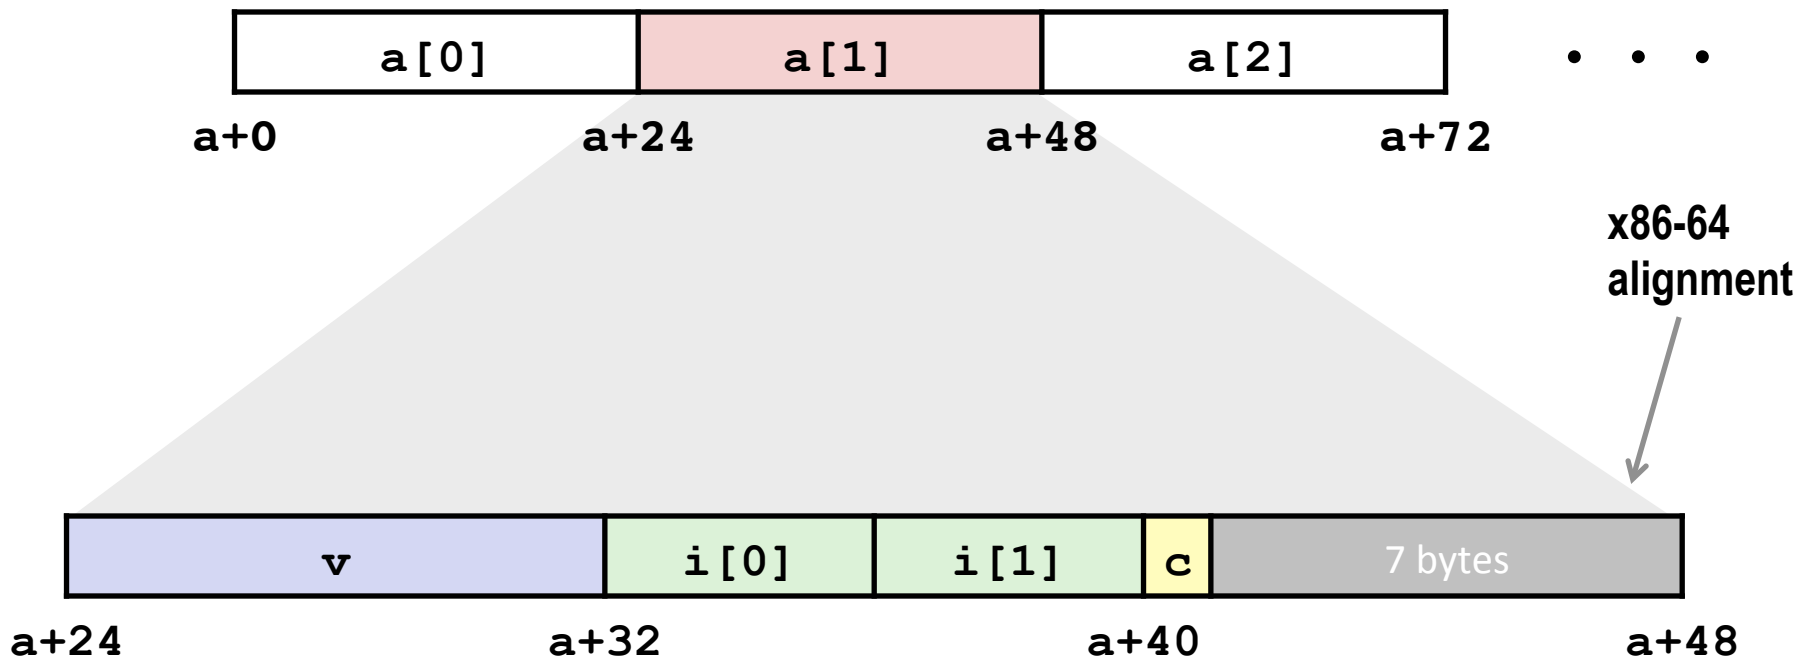 a[0] a[1] a[2] . . .
a+0 a+24 a+48 a+72
x86-64
alignment
v i[0] i[1] c 7 bytes
a+24 a+32 a+40 a+48